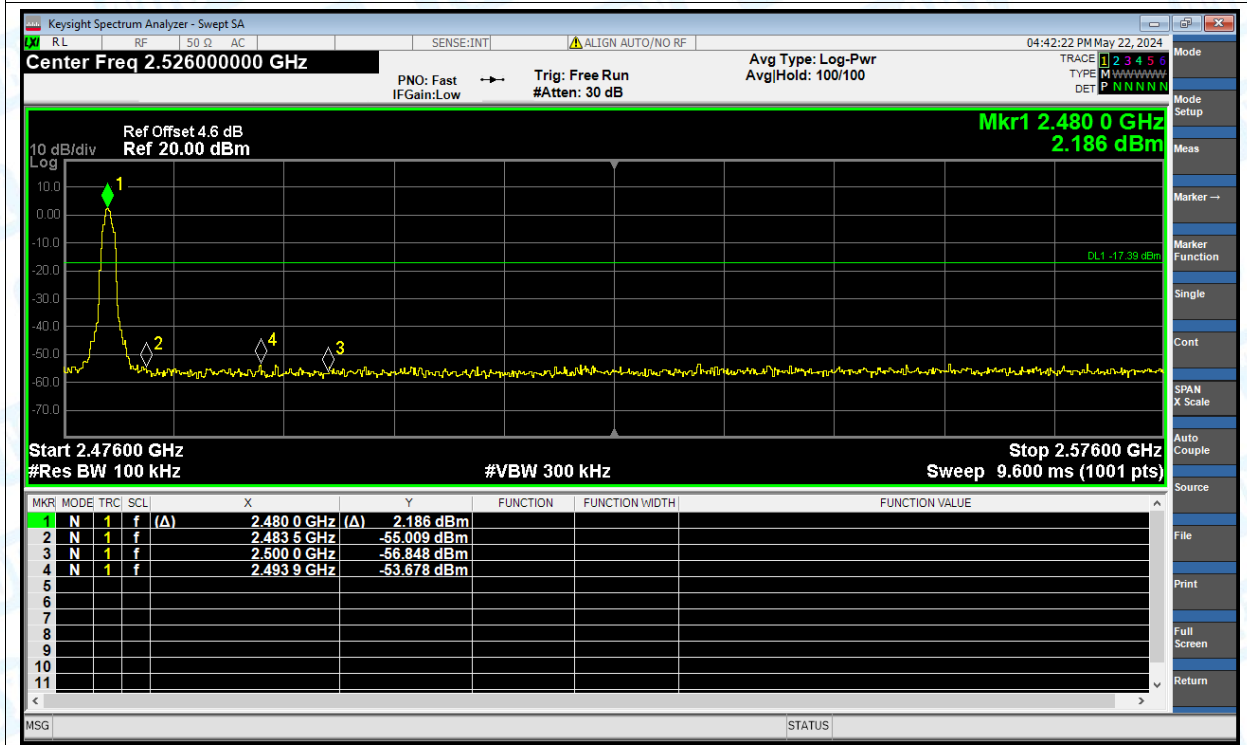 Keysight Spectrum Analyzer - Swept SA
LXI RL RF 50 Ω AC SENSE:INT ALIGN AUTO/NO RF 04:42:22 PM May 22, 2024
Center Freq 2.526000000 GHz
PNO: Fast
IFGain:Low
Trig: Free Run
#Atten: 30 dB
Avg Type: Log-Pwr
Avg|Hold: 100/100
TRACE 1 2 3 4 5 6
TYPE M W W W W W
DET P N N N N N
Ref Offset 4.6 dB
10 dB/div Ref 20.00 dBm
Log
Mkr1 2.480 0 GHz
2.186 dBm
10.0
0.00
-10.0
-20.0
-30.0
-40.0
-50.0
-60.0
-70.0
1
2
4
3
DL1 -17.39 dBm
Start 2.47600 GHz Stop 2.57600 GHz
#Res BW 100 kHz #VBW 300 kHz Sweep 9.600 ms (1001 pts)
MKR MODE TRC SCL X Y FUNCTION FUNCTION WIDTH FUNCTION VALUE
1 N 1 f (Δ) 2.480 0 GHz (Δ) 2.186 dBm
2 N 1 f 2.483 5 GHz -55.009 dBm
3 N 1 f 2.500 0 GHz -56.848 dBm
4 N 1 f 2.493 9 GHz -53.678 dBm
5
6
7
8
9
10
11
MSG STATUS
Mode
Mode
Setup
Meas
Marker →
Marker
Function
Single
Cont
SPAN
X Scale
Auto
Couple
Source
File
Print
Full
Screen
Return